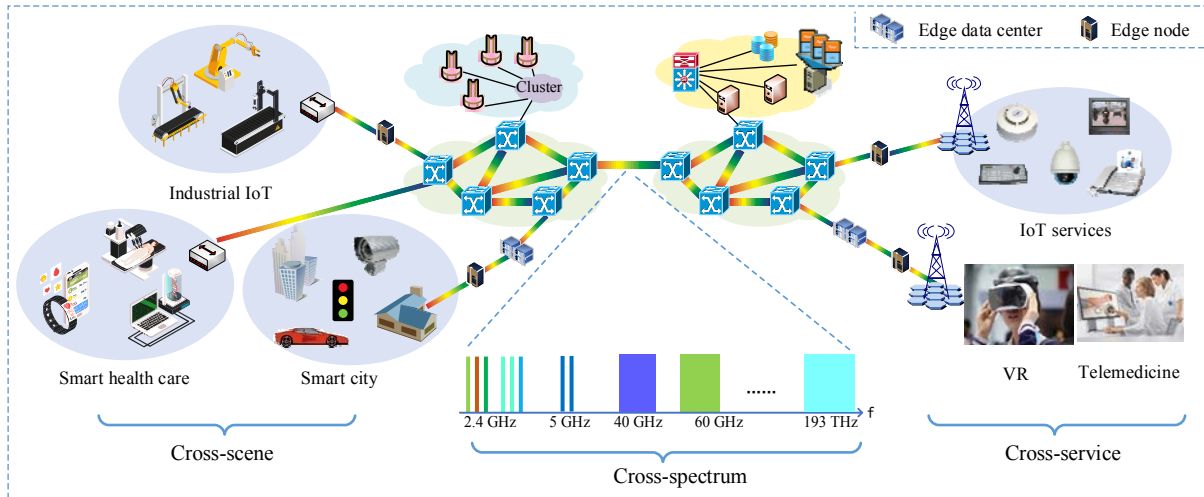 Edge data center
Edge node
Cluster
Industrial IoT
IoT services
Smart health care
Smart city
VR
Telemedicine
......
f
2.4 GHz
5 GHz
40 GHz
60 GHz
193 THz
Cross-scene
Cross-spectrum
Cross-service